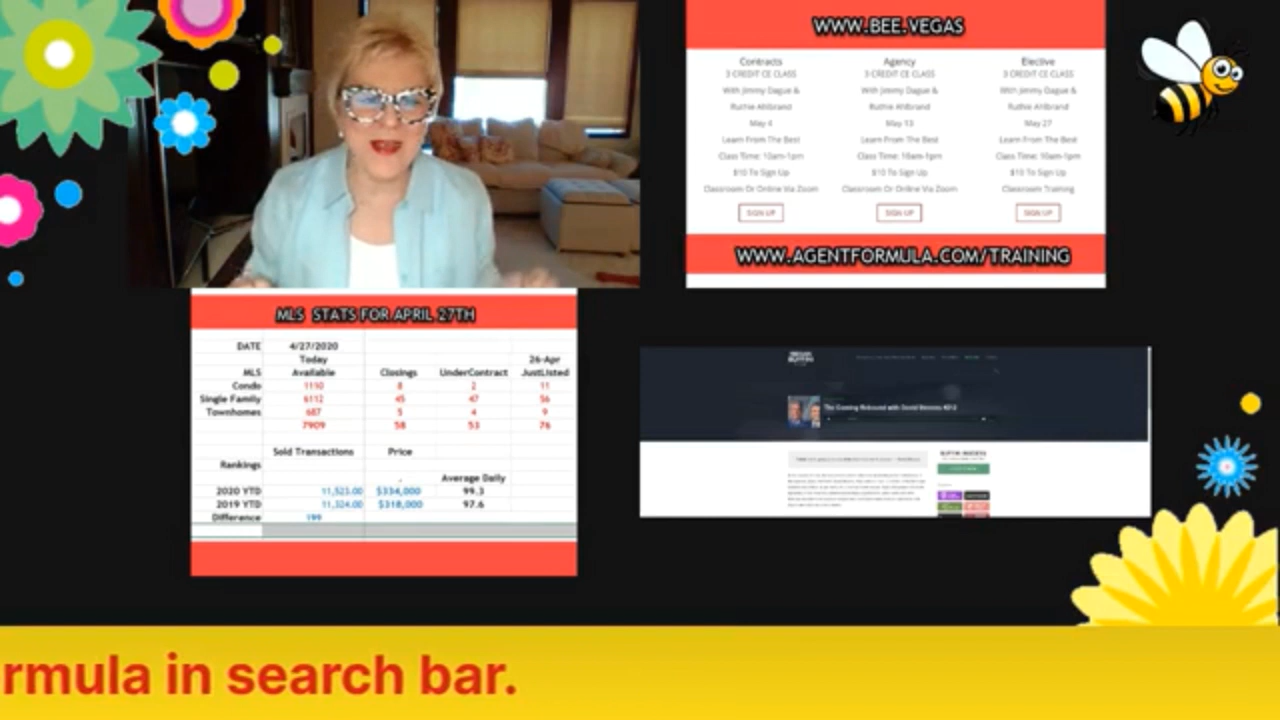 WWW.BEE.VEGAS
Contracts Agency Elective
3 CREDIT CE CLASS 3 CREDIT CE CLASS 3 CREDIT CE CLASS
With Jimmy Dague & With Jimmy Dague & With Jimmy Dague &
Ruthie Ahlbrand Ruthie Ahlbrand Ruthie Ahlbrand
May 4 May 13 May 27
Learn From The Best Learn From The Best Learn From The Best
Class Time: 10am-1pm Class Time: 10am-1pm Class Time: 10am-1pm
$10 To Sign Up $10 To Sign Up $10 To Sign Up
Classroom Or Online Via Zoom Classroom Or Online Via Zoom Classroom Training
SIGN UP SIGN UP SIGN UP
WWW.AGENTFORMULA.COM/TRAINING
MLS STATS FOR APRIL 27TH
DATE 4/27/2020
Today 26-Apr
MLS Available Closings UnderContract JustListed
Condo 1110 8 2 11
Single Family 6112 45 47 56
Townhomes 687 5 4 9
7909 58 53 76
Sold Transactions Price
Rankings
Average Daily
2020 YTD 11,523.00 $334,000 99.3
2019 YTD 11,324.00 $318,000 97.6
Difference 199
The Coming Rebound with David
rmula in search bar.